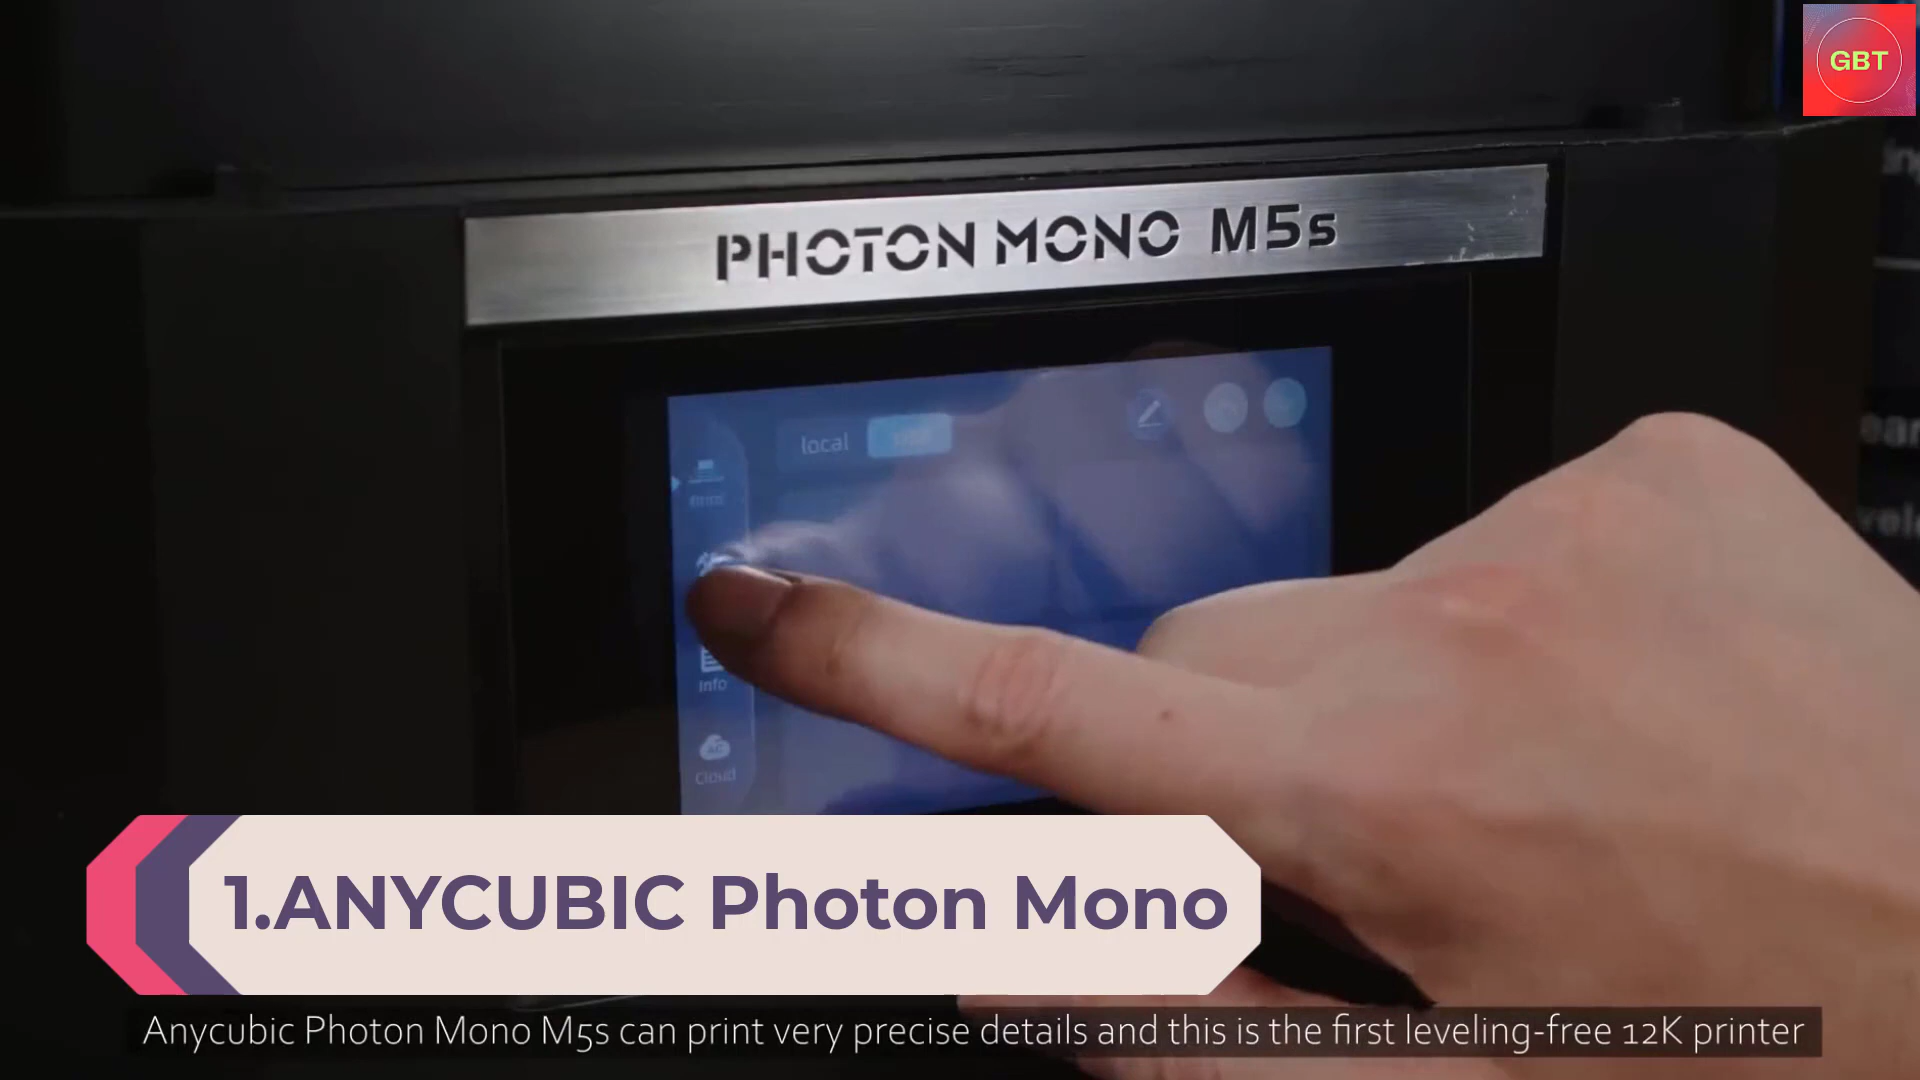 GBT
PHOTON MONO M5s
local
Info
Cloud
1.ANYCUBIC Photon Mono
Anycubic Photon Mono M5s can print very precise details and this is the first leveling-free 12K printer